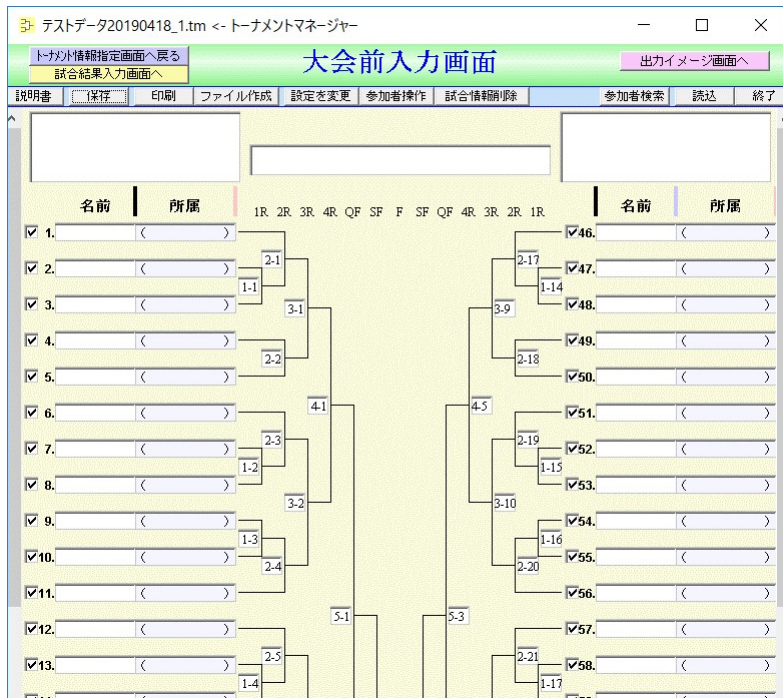 テストデータ20190418_1.tm <- トーナメントマネージャー
トーナメント情報指定画面へ戻る
試合結果入力画面へ
大会前入力画面
出力イメージ画面へ
説明書 保存 印刷 ファイル作成 設定を変更 参加者操作 試合情報削除 参加者検索 読込 終了
名前 所属 1R 2R 3R 4R QF SF F SF QF 4R 3R 2R 1R 名前 所属
1. ( ) 46. ( )
2-1 2-17
2. ( ) 47. ( )
1-1 1-14
3. ( ) 3-1 3-9 48. ( )
4. ( ) 49. ( )
2-2 2-18
5. ( ) 50. ( )
6. ( ) 4-1 4-5 51. ( )
2-3 2-19
7. ( ) 52. ( )
1-2 1-15
8. ( ) 53. ( )
3-2 3-10
9. ( ) 54. ( )
1-3 1-16
10. ( ) 55. ( )
2-4 2-20
11. ( ) 56. ( )
5-1 5-3
12. ( ) 57. ( )
2-5 2-21
13. ( ) 58. ( )
1-4 1-17